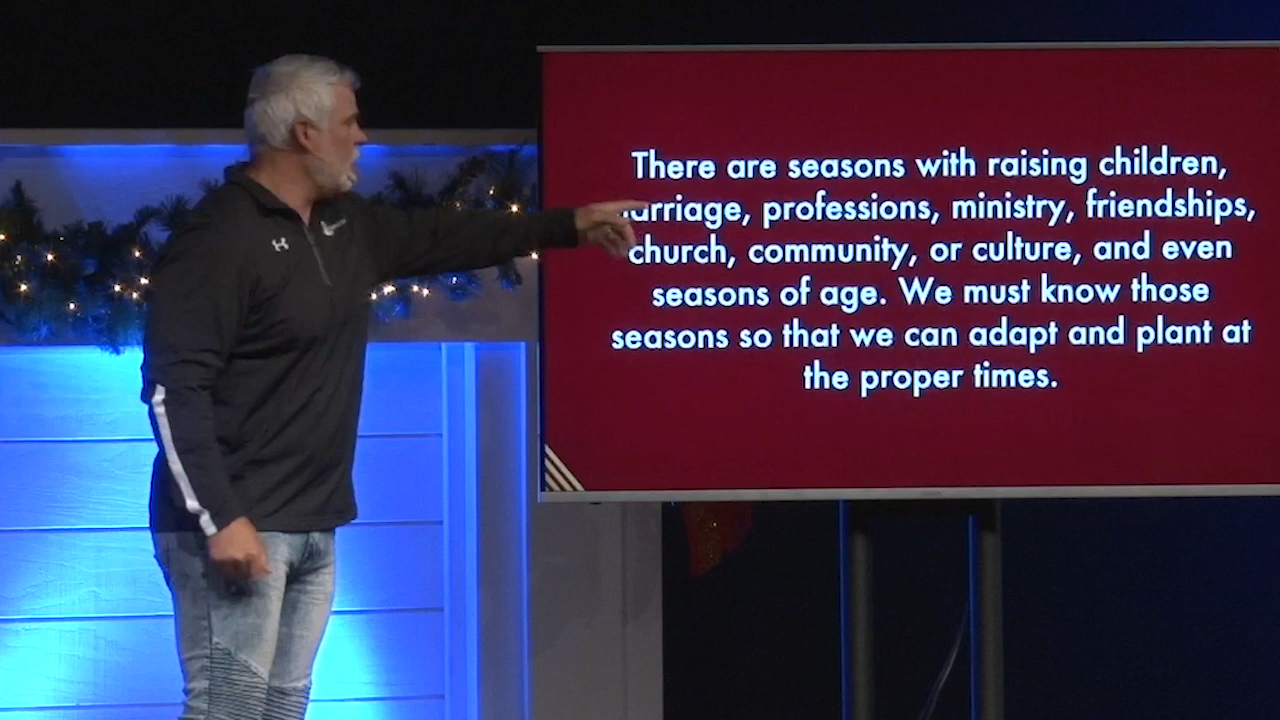 There are seasons with raising children,
marriage, professions, ministry, friendships,
church, community, or culture, and even
seasons of age. We must know those
seasons so that we can adapt and plant at
the proper times.